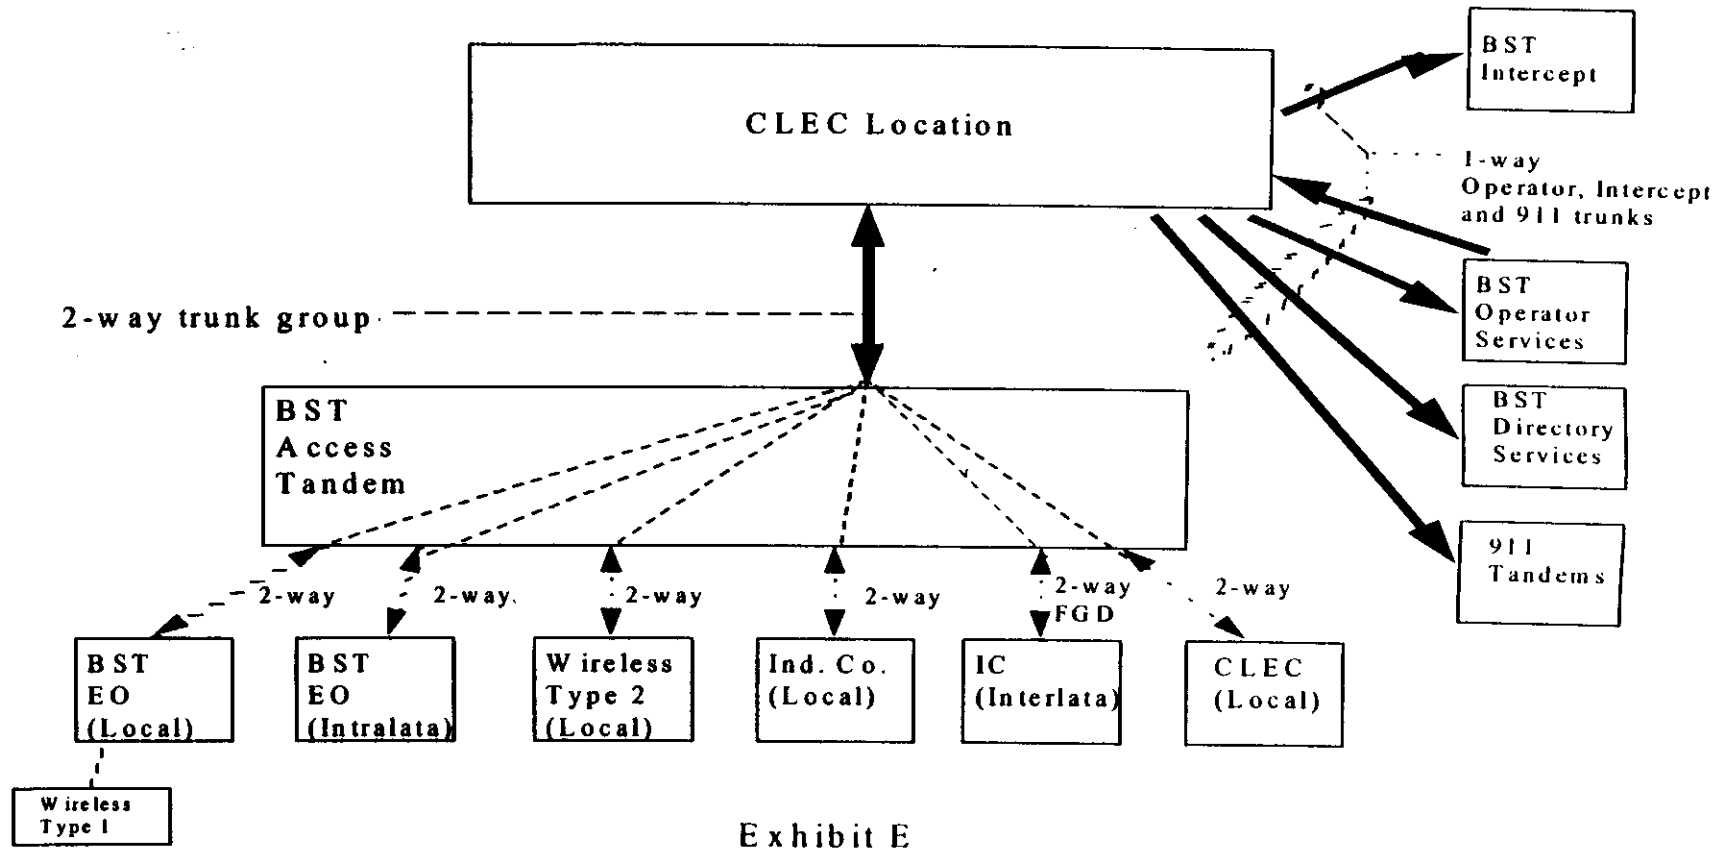 BST
Intercept
CLEC Location
1-way
Operator, Intercept
and 911 trunks
BST
Operator
Services
2-way trunk group
BST
Access
Tandem
BST
Directory
Services
911
Tandems
2-way
2-way
2-way
2-way
2-way
FGD
2-way
BST
EO
(Local)
BST
EO
(Intralata)
Wireless
Type 2
(Local)
Ind. Co.
(Local)
IC
(Interlata)
CLEC
(Local)
Wireless
Type 1
Exhibit E